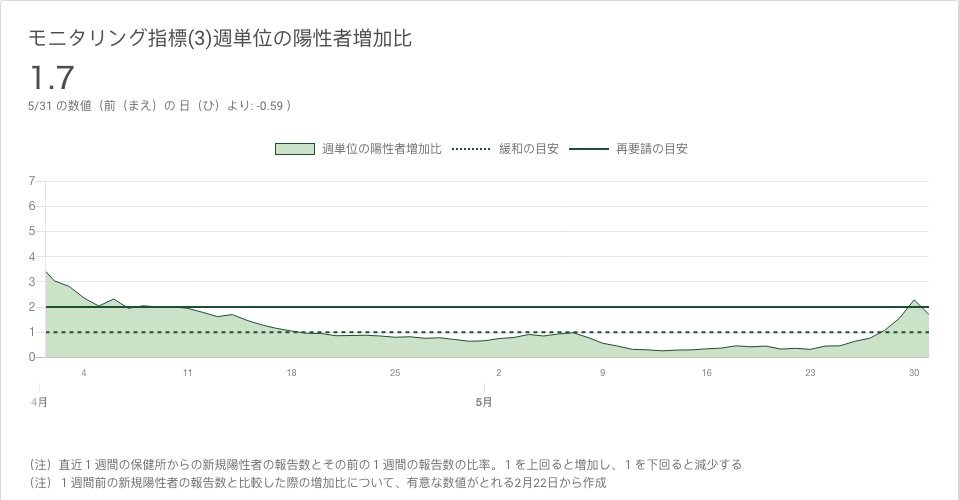 モニタリング指標(3)週単位の陽性者増加比
1.7
5/31 の数値（前（まえ）の 日（ひ）より: -0.59 ）
週単位の陽性者増加比 緩和の目安 再要請の目安
7
6
5
4
3
2
1
0
4 11 18 25 2 9 16 23 30
4月 5月
（注）直近１週間の保健所からの新規陽性者の報告数とその前の１週間の報告数の比率。１を上回ると増加し、１を下回ると減少する
（注）１週間前の新規陽性者の報告数と比較した際の増加比について、有意な数値がとれる2月22日から作成